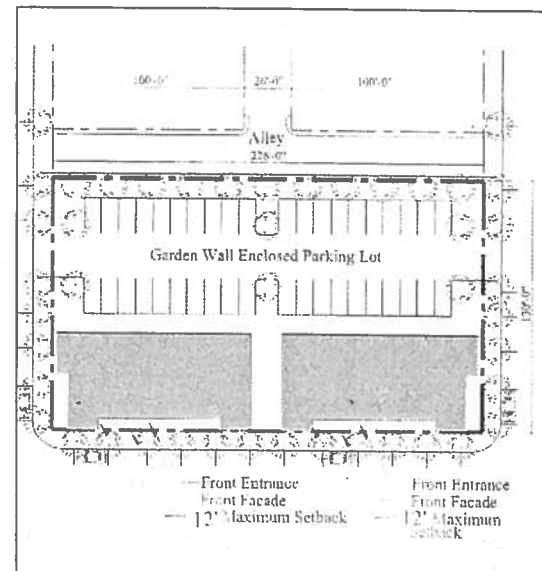 100'-0" 26'-0" 100'-0"
Alley
226'-0"
Garden Wall Enclosed Parking Lot
Front Entrance
Front Facade
12' Maximum Setback
Front Entrance
Front Facade
12' Maximum
Setback